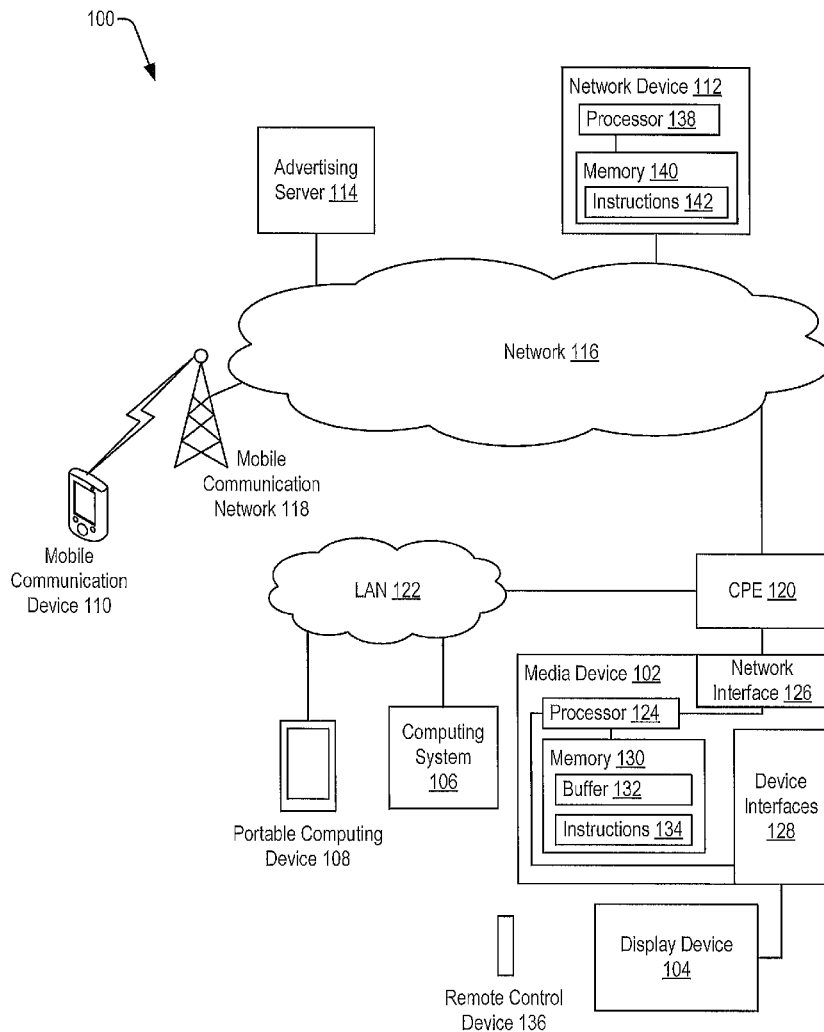 100
Network Device 112
Processor 138
Memory 140
Instructions 142
Advertising
Server 114
Network 116
Mobile
Communication
Network 118
Mobile
Communication
Device 110
LAN 122
CPE 120
Media Device 102
Network
Interface 126
Processor 124
Memory 130
Buffer 132
Instructions 134
Device
Interfaces
128
Computing
System
106
Portable Computing
Device 108
Display Device
104
Remote Control
Device 136